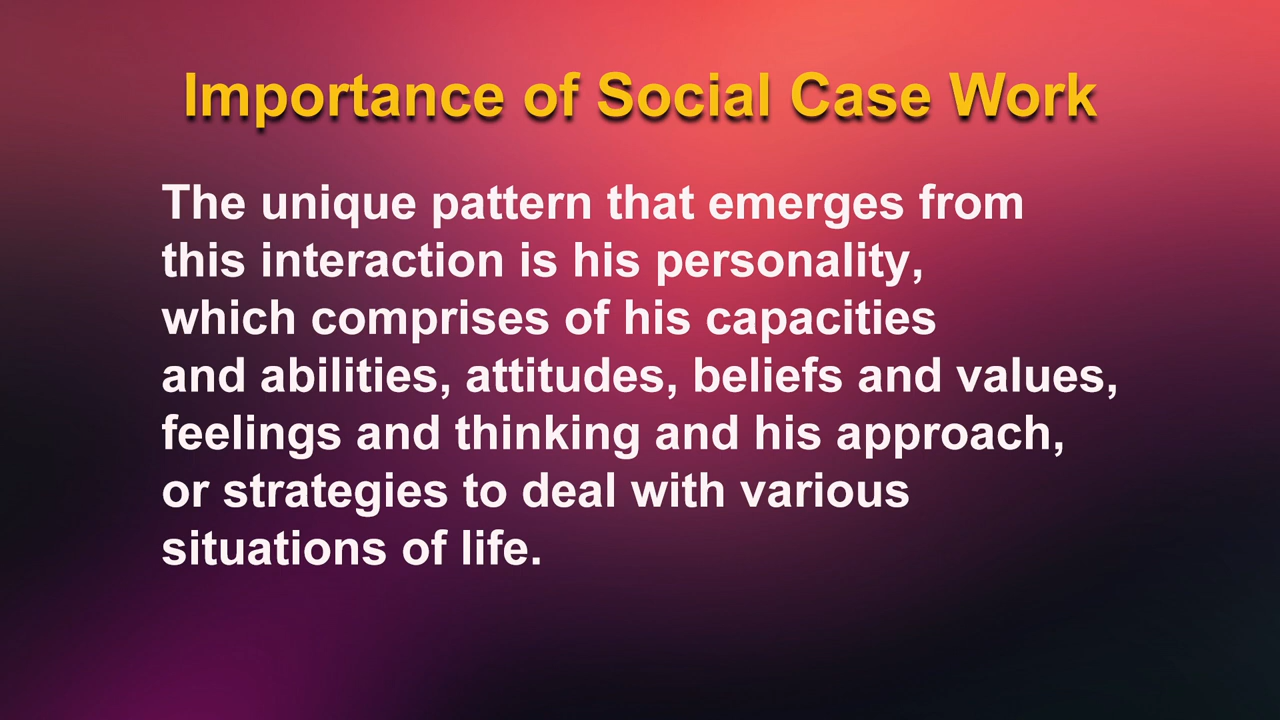 Importance of Social Case Work
The unique pattern that emerges from
this interaction is his personality,
which comprises of his capacities
and abilities, attitudes, beliefs and values,
feelings and thinking and his approach,
or strategies to deal with various
situations of life.